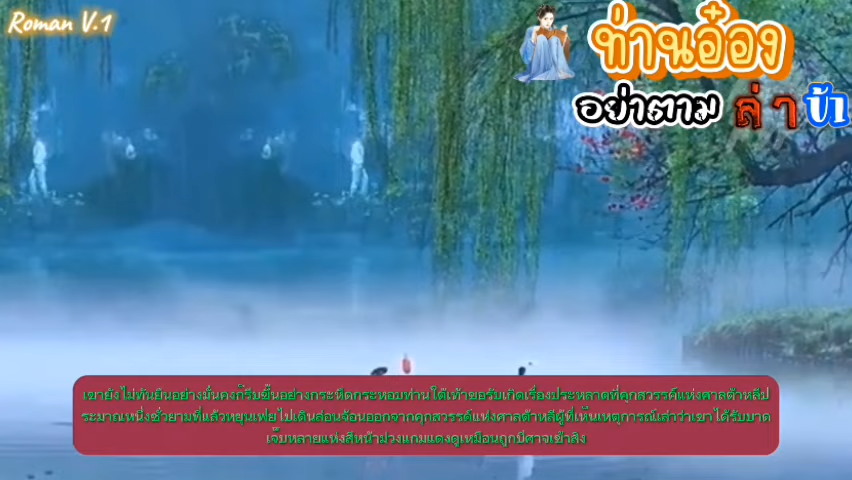 Roman V.1
ท่านอ๋อง
อย่าตาม ล่า ข้า
เขายังไม่ทันยืนอย่างมั่นคงก็รีบขึ้นอย่างกระหืดกระหอบท่านใต้เท้าขอรับเกิดเรื่องประหลาดที่คุกสวรรค์แห่งศาลต้าหลีป
ระมาณหนึ่งชั่วยามที่แล้วหยุนเฟยไปเดินล่อนจ้อนออกจากคุกสวรรค์แห่งศาลต้าหลีผู้ที่เห็นเหตุการณ์เล่าว่าเขาได้รับบาด
เจ็บหลายแห่งสีหน้าม่วงแกมแดงดูเหมือนถูกปีศาจเข้าสิง